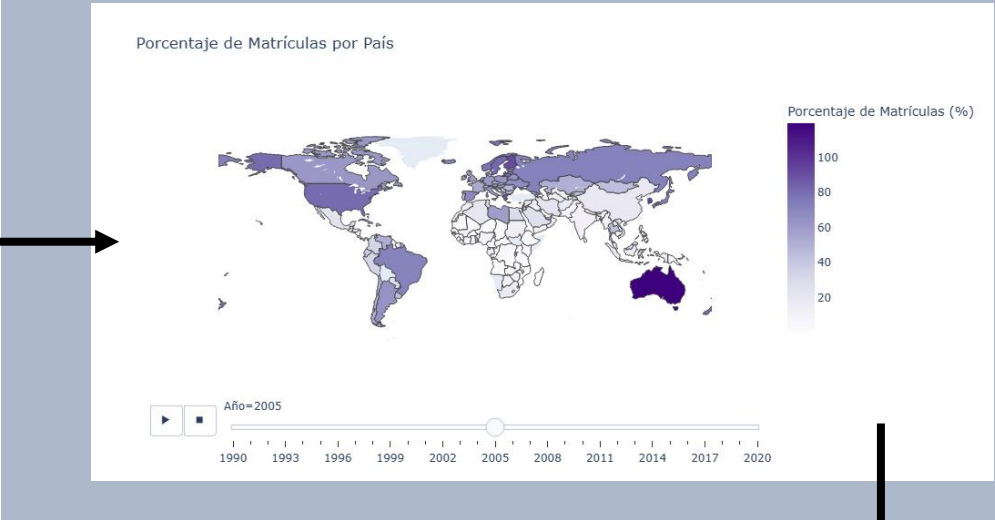 Porcentaje de Matrículas por País
Porcentaje de Matrículas (%)
100
80
60
40
20
Año=2005
1990 1993 1996 1999 2002 2005 2008 2011 2014 2017 2020